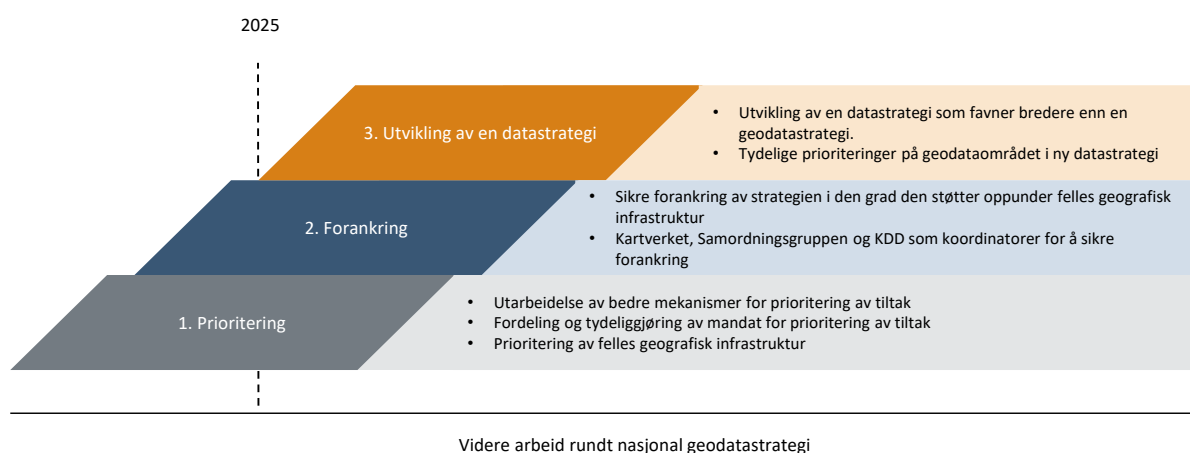 2025
3. Utvikling av en datastrategi
• Utvikling av en datastrategi som favner bredere enn en
geodatastrategi.
• Tydelige prioriteringer på geodataområdet i ny datastrategi
2. Forankring
• Sikre forankring av strategien i den grad den støtter oppunder felles geografisk
infrastruktur
• Kartverket, Samordningsgruppen og KDD som koordinatorer for å sikre
forankring
1. Prioritering
• Utarbeidelse av bedre mekanismer for prioritering av tiltak
• Fordeling og tydeliggjøring av mandat for prioritering av tiltak
• Prioritering av felles geografisk infrastruktur
Videre arbeid rundt nasjonal geodatastrategi